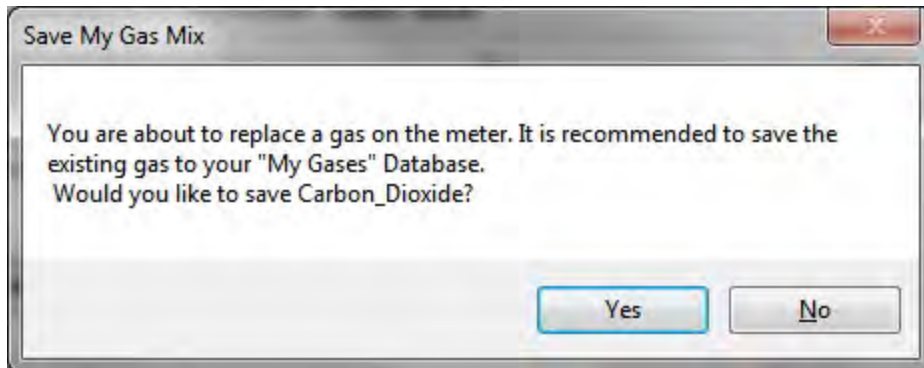 Save My Gas Mix
You are about to replace a gas on the meter. It is recommended to save the
existing gas to your "My Gases" Database.
Would you like to save Carbon_Dioxide?
Yes
No